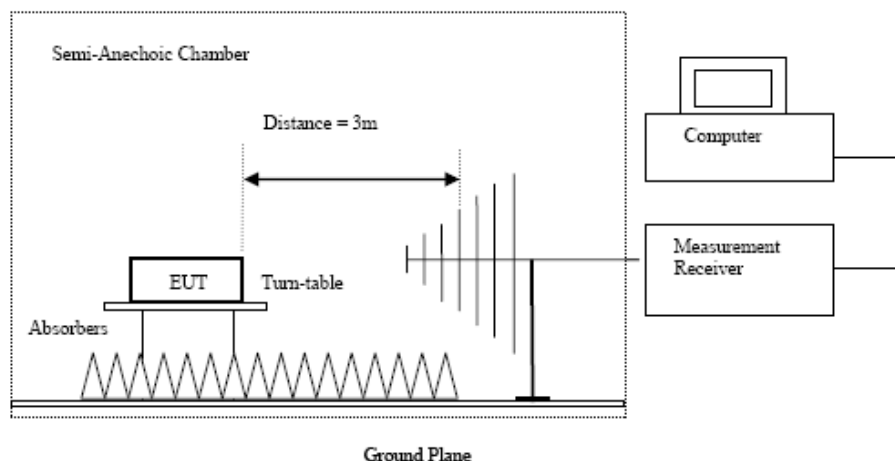 Semi-Anechoic Chamber
Distance = 3m
Computer
Measurement
Receiver
EUT
Turn-table
Absorbers
Ground Plane